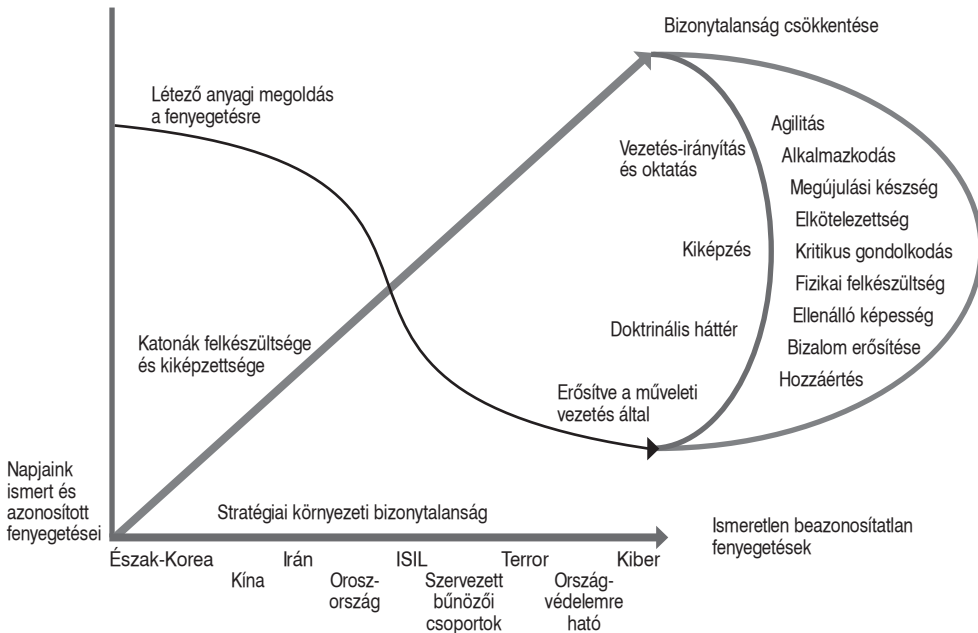 Bizonytalanság csökkentése
Létező anyagi megoldás
a fenyegetésre
Agilitás
Vezetés-irányítás
és oktatás
Alkalmazkodás
Megújulási készség
Elkötelezettség
Kiképzés
Kritikus gondolkodás
Fizikai felkészültség
Ellenálló képesség
Doktrinális háttér
Katonák felkészültsége
és kiképzettsége
Bizalom erősítése
Hozzáértés
Erősítve a műveleti
vezetés által
Napjaink
ismert és
azonosított
fenyegetései
Stratégiai környezeti bizonytalanság
Ismeretlen beazonosítatlan
fenyegetések
Észak-Korea
Irán
ISIL
Terror
Kiber
Kína
Orosz-
ország
Szervezett
bűnözői
csoportok
Ország-
védelemre
ható